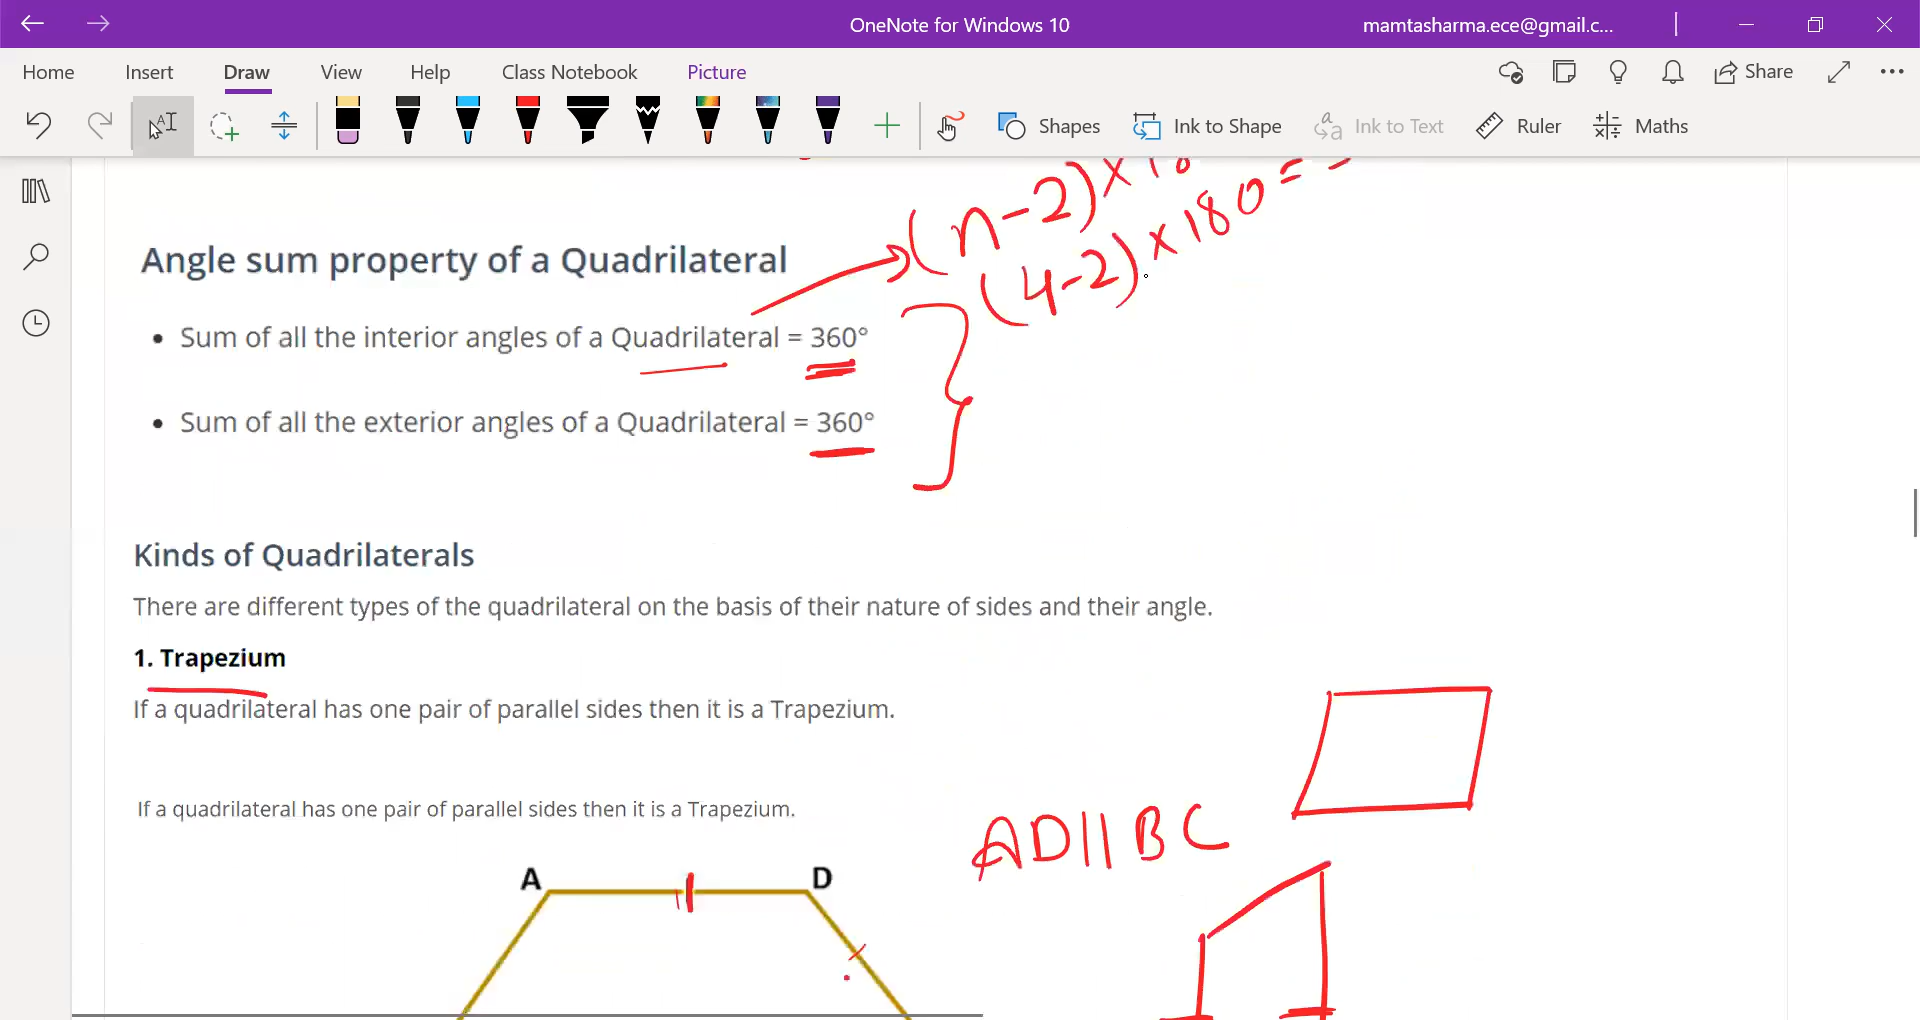 OneNote for Windows 10
mamtasharma.ece@gmail.c...
Home Insert Draw View Help Class Notebook Picture Share
Shapes Ink to Shape Ink to Text Ruler Maths
(n-2)×18
(4-2)×180=
Angle sum property of a Quadrilateral
• Sum of all the interior angles of a Quadrilateral = 360°
• Sum of all the exterior angles of a Quadrilateral = 360°
Kinds of Quadrilaterals
There are different types of the quadrilateral on the basis of their nature of sides and their angle.
1. Trapezium
If a quadrilateral has one pair of parallel sides then it is a Trapezium.
If a quadrilateral has one pair of parallel sides then it is a Trapezium.
AD||BC
A D